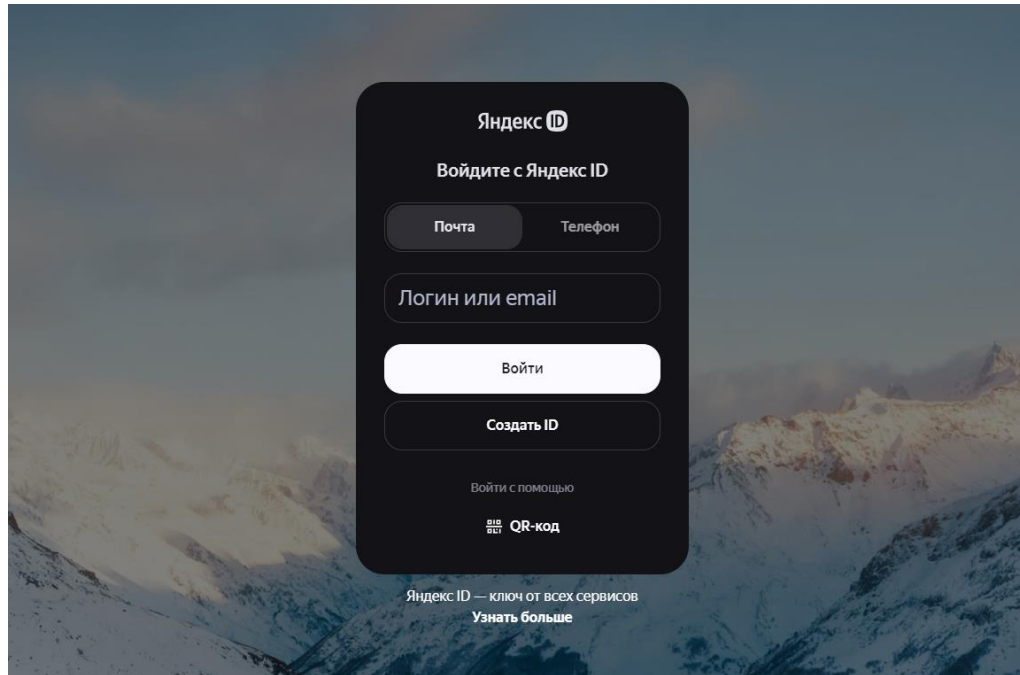 Яндекс ID
Войдите с Яндекс ID
Почта Телефон
Логин или email
Войти
Создать ID
Войти с помощью
QR-код
Яндекс ID — ключ от всех сервисов
Узнать больше